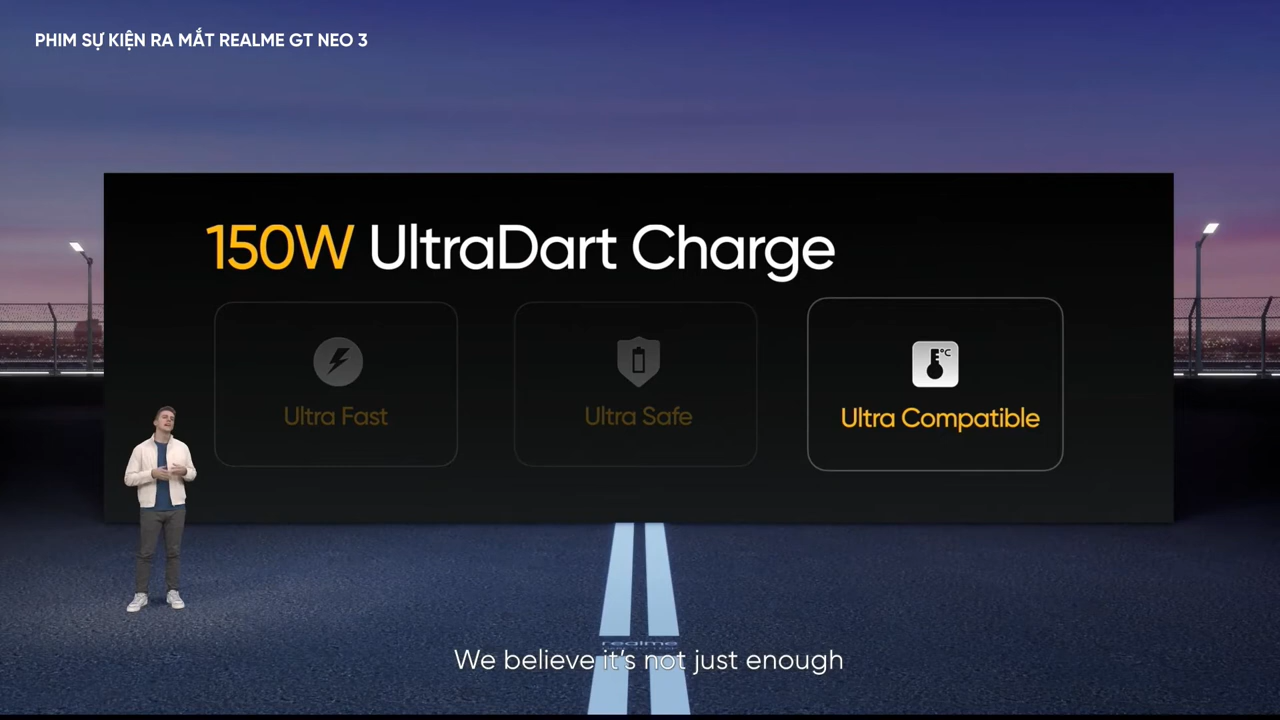 PHIM SỰ KIỆN RA MẮT REALME GT NEO 3
150W UltraDart Charge
Ultra Fast
Ultra Safe
°C
Ultra Compatible
realme
We believe it's not just enough